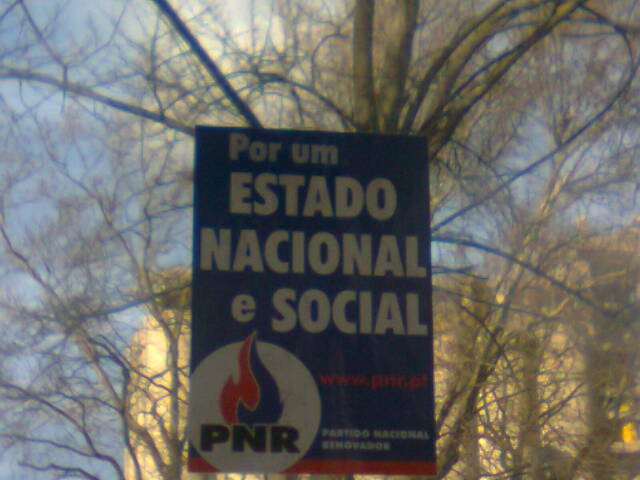 Por um
ESTADO
NACIONAL
e SOCIAL
www.pnr.pt
PNR
PARTIDO NACIONAL
RENOVADOR